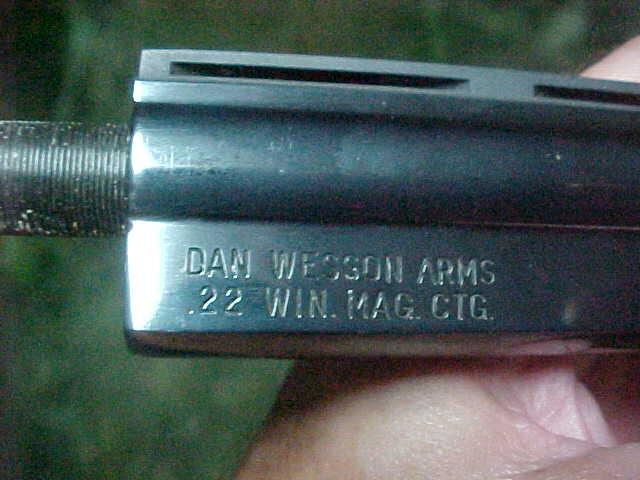 DAN WESSON ARMS
.22 WIN. MAG. CTG.